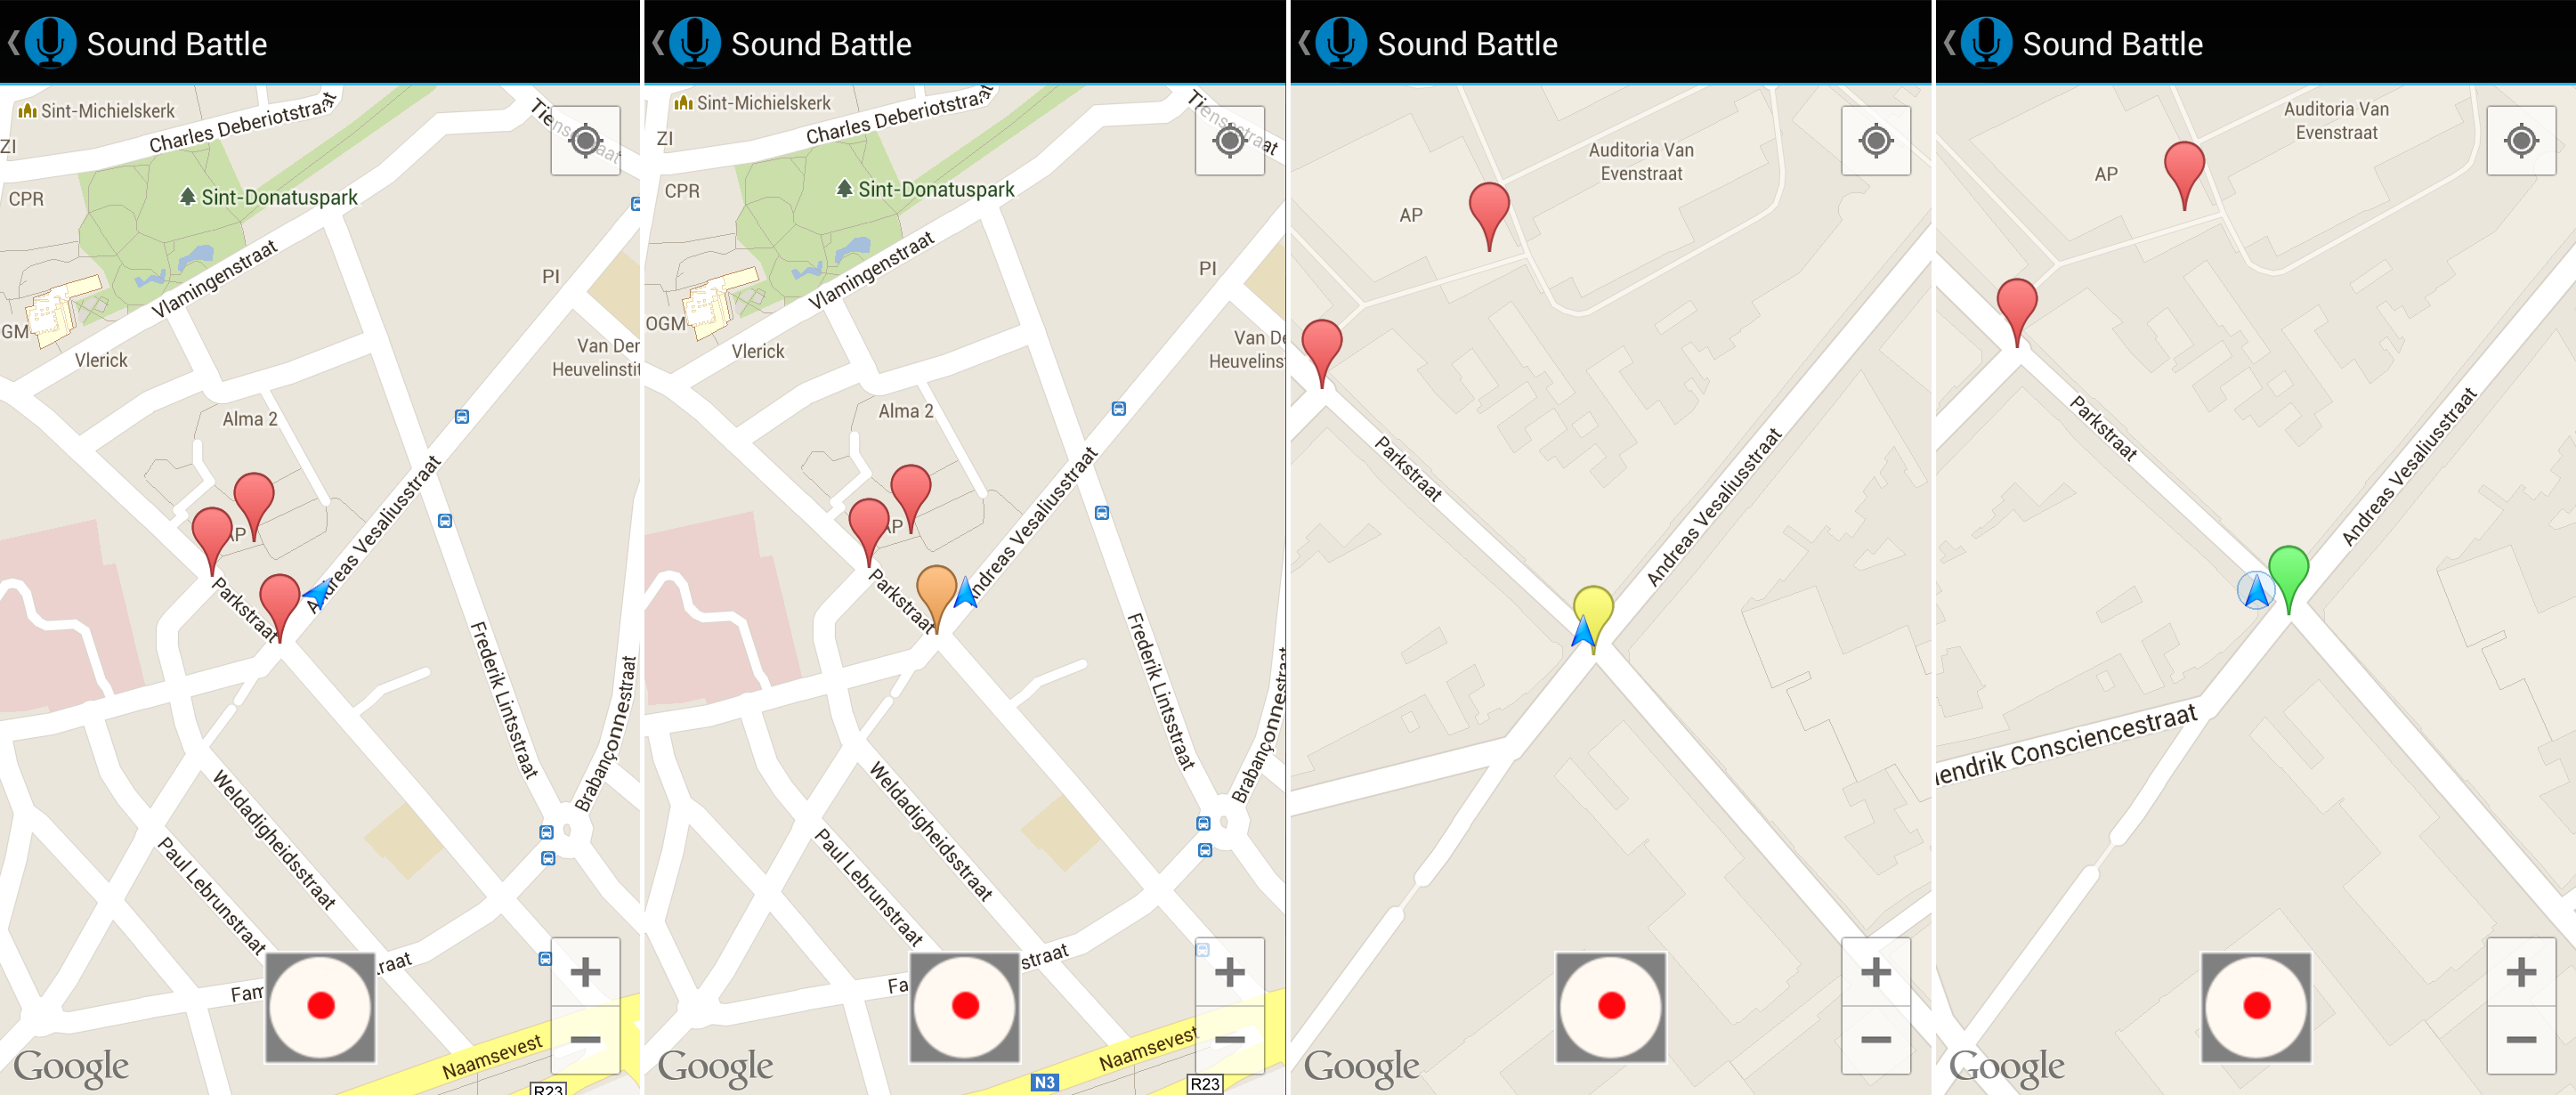 Sound Battle
Sint-Michielskerk
Charles Deberiotstraat
ZI
CPR
Sint-Donatuspark
Vlamingenstraat
PI
GM
Vlerick
Van Der
Heuvelinstit
Alma 2
AP
Andreas Vesaliusstraat
Parkstraat
Frederik Lintsstraat
Brabançonnestraat
Weldadigheidsstraat
Paul Lebrunstraat
Fam
traat
Naamsevest
R23
Google
Sound Battle
Sint-Michielskerk
Charles Deberiotstraat
Tiensestraat
ZI
CPR
Sint-Donatuspark
Vlamingenstraat
PI
OGM
Vlerick
Van De
Heuvelinst
Alma 2
AP
Andreas Vesaliusstraat
Parkstraat
Frederik Lintsstraat
Brabançonnestraat
Weldadigheidsstraat
Paul Lebrunstraat
Fa
straat
Naamsevest
N3
R23
Google
Sound Battle
Auditoria Van
Evenstraat
AP
Parkstraat
Andreas Vesaliusstraat
Google
Sound Battle
Auditoria Van
Evenstraat
AP
Parkstraat
Andreas Vesaliusstraat
endrik Consciencestraat
Google